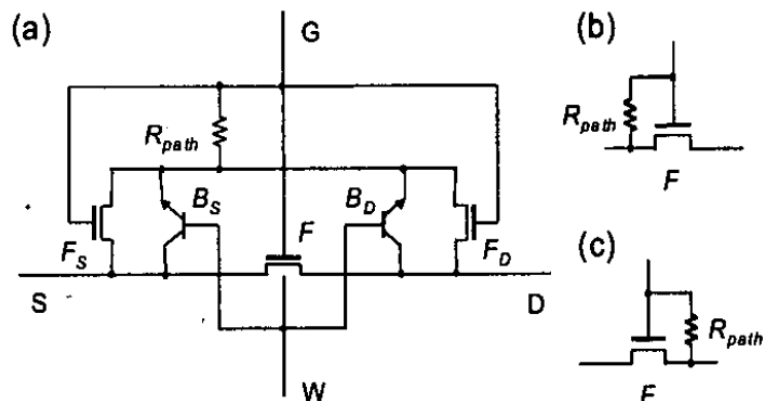 (a)
G
R_path
B_S
B_D
F
F_S
F_D
S
D
W
(b)
R_path
F
(c)
R_path
F